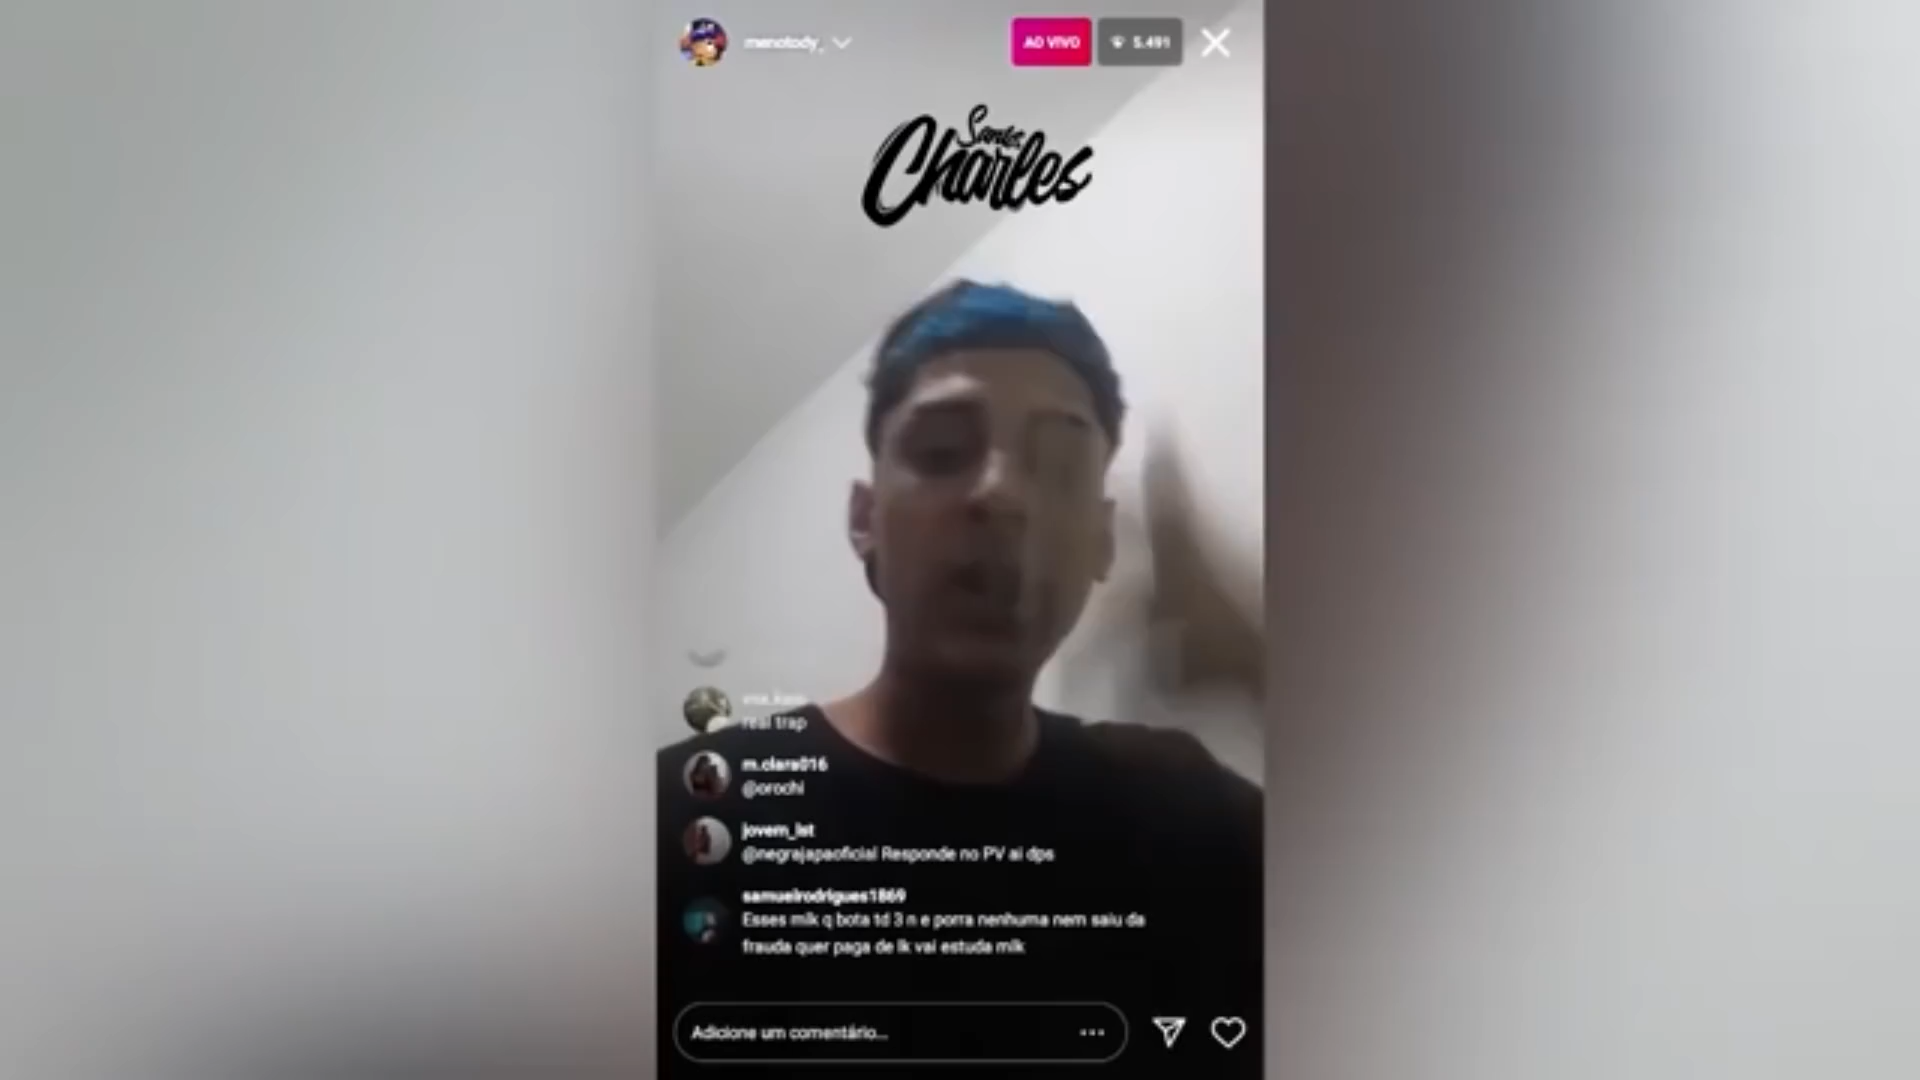 menotody_
AO VIVO
5.491
Santos
Charles
real trap
m.clara016
@orochi
jovem_lst
@negrajapaoficial Responde no PV ai dps
samuelrodrigues1869
Esses mlk q bota td 3 n e porra nenhuma nem saiu da
frauda quer paga de lk vai estuda mlk
Adicione um comentário...